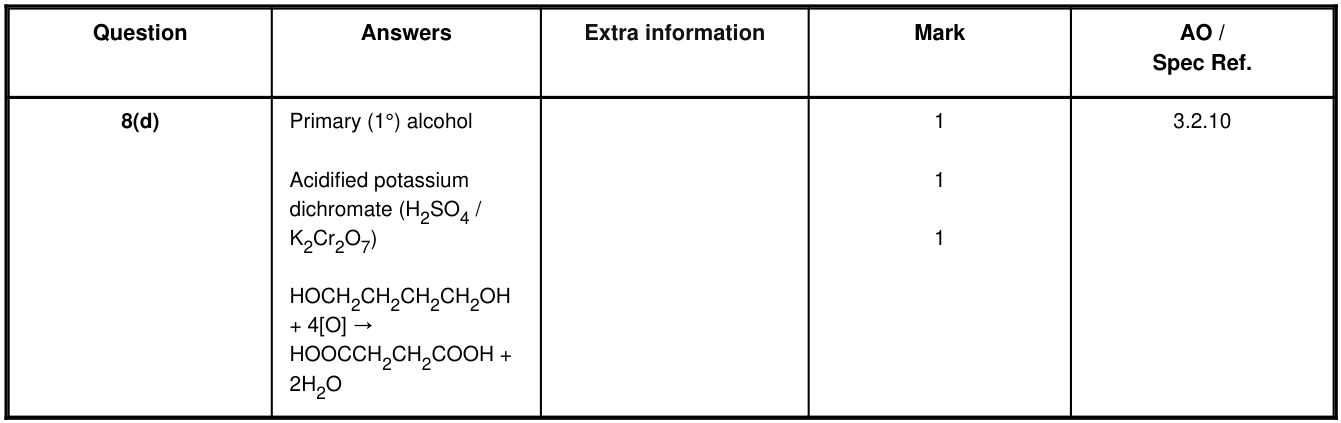 Question Answers Extra information Mark AO /
Spec Ref.
8(d) Primary (1°) alcohol 1 3.2.10
Acidified potassium 1
dichromate (H₂SO₄ /
K₂Cr₂O₇) 1
HOCH₂CH₂CH₂CH₂OH
+ 4[O] →
HOOCCH₂CH₂COOH +
2H₂O